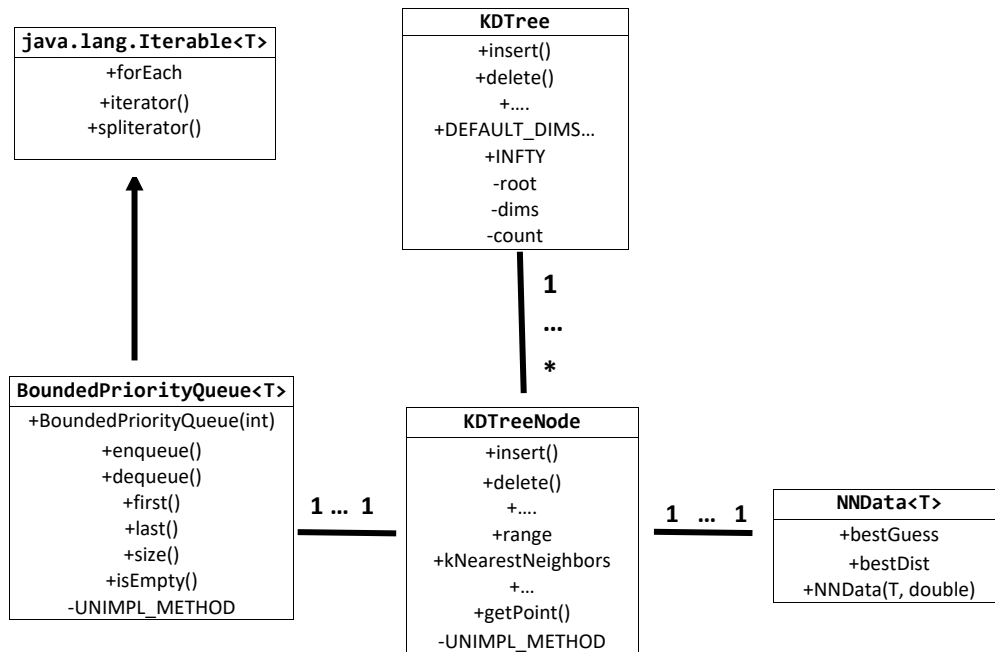 java.lang.Iterable<T>
+forEach
+iterator()
+spliterator()
KDTree
+insert()
+delete()
+....
+DEFAULT_DIMS...
+INFTY
-root
-dims
-count
1
...
*
BoundedPriorityQueue<T>
+BoundedPriorityQueue(int)
+enqueue()
+dequeue()
+first()
+last()
+size()
+isEmpty()
-UNIMPL_METHOD
1 ... 1
KDTreeNode
+insert()
+delete()
+....
+range
+kNearestNeighbors
+...
+getPoint()
-UNIMPL_METHOD
1 ... 1
NNData<T>
+bestGuess
+bestDist
+NNData(T, double)